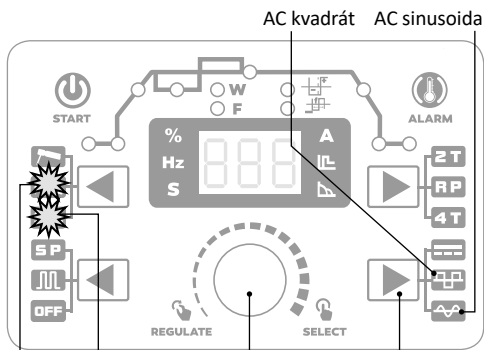 AC kvadrát AC sinusoida
START
W
F
ALARM
%
Hz
S
888
A
2T
RP
4T
SP
OFF
REGULATE
SELECT